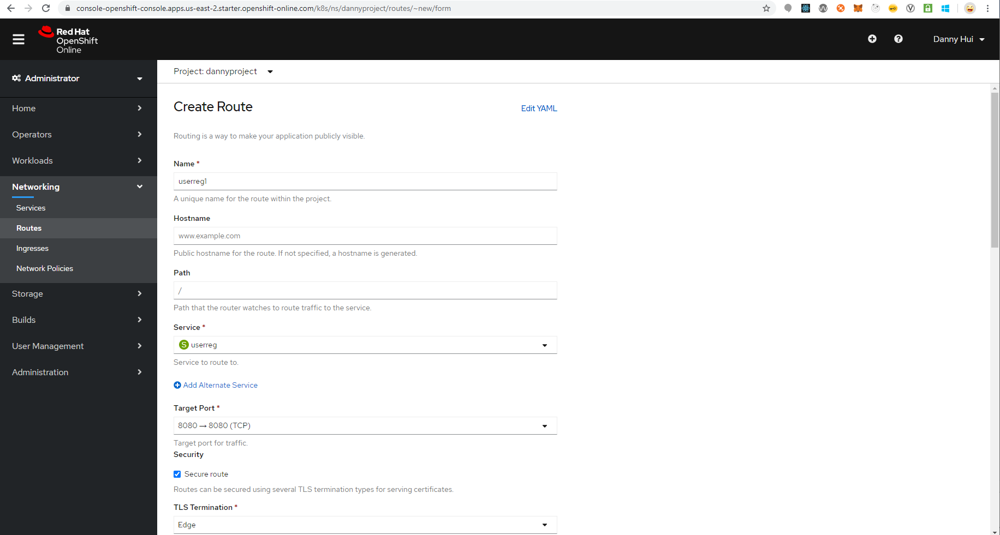 console-openshift-console.apps.us-east-2.starter.openshift-online.com/k8s/ns/dannyproject/routes/~new/form
Red Hat
OpenShift
Online
Danny Hui
Administrator
Home
Operators
Workloads
Networking
Services
Routes
Ingresses
Network Policies
Storage
Builds
User Management
Administration
Project: dannyproject
Create Route
Edit YAML
Routing is a way to make your application publicly visible.
Name *
userreg1
A unique name for the route within the project.
Hostname
www.example.com
Public hostname for the route. If not specified, a hostname is generated.
Path
/
Path that the router watches to route traffic to the service.
Service *
S userreg
Service to route to.
Add Alternate Service
Target Port *
8080 → 8080 (TCP)
Target port for traffic.
Security
Secure route
Routes can be secured using several TLS termination types for serving certificates.
TLS Termination *
Edge